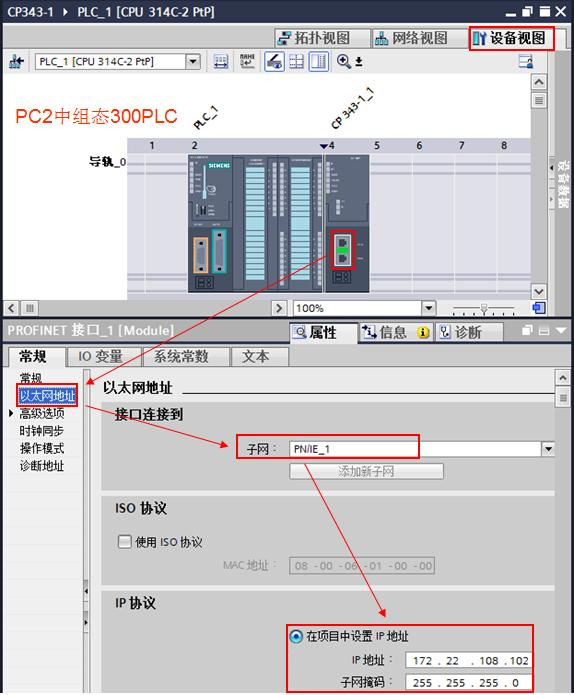 CP343-1 ▸ PLC_1 [CPU 314C-2 PtP]
拓扑视图 网络视图 设备视图
PLC_1 [CPU 314C-2 PtP]
PC2中组态300PLC
PLC_1
CP 343-1_1
1 2 4 5 6 7 8
导轨_0
SIEMENS
设备数据
100%
PROFINET 接口_1 [Module]
属性 信息 诊断
常规 IO 变量 系统常数 文本
常规
以太网地址
高级选项
时钟同步
操作模式
诊断地址
以太网地址
接口连接到
子网： PN/IE_1
添加新子网
ISO 协议
使用 ISO 协议
MAC 地址： 08 -00 -06 -01 -00 -00
IP 协议
在项目中设置 IP 地址
IP 地址： 172 . 22 . 108 . 102
子网掩码： 255 . 255 . 255 . 0